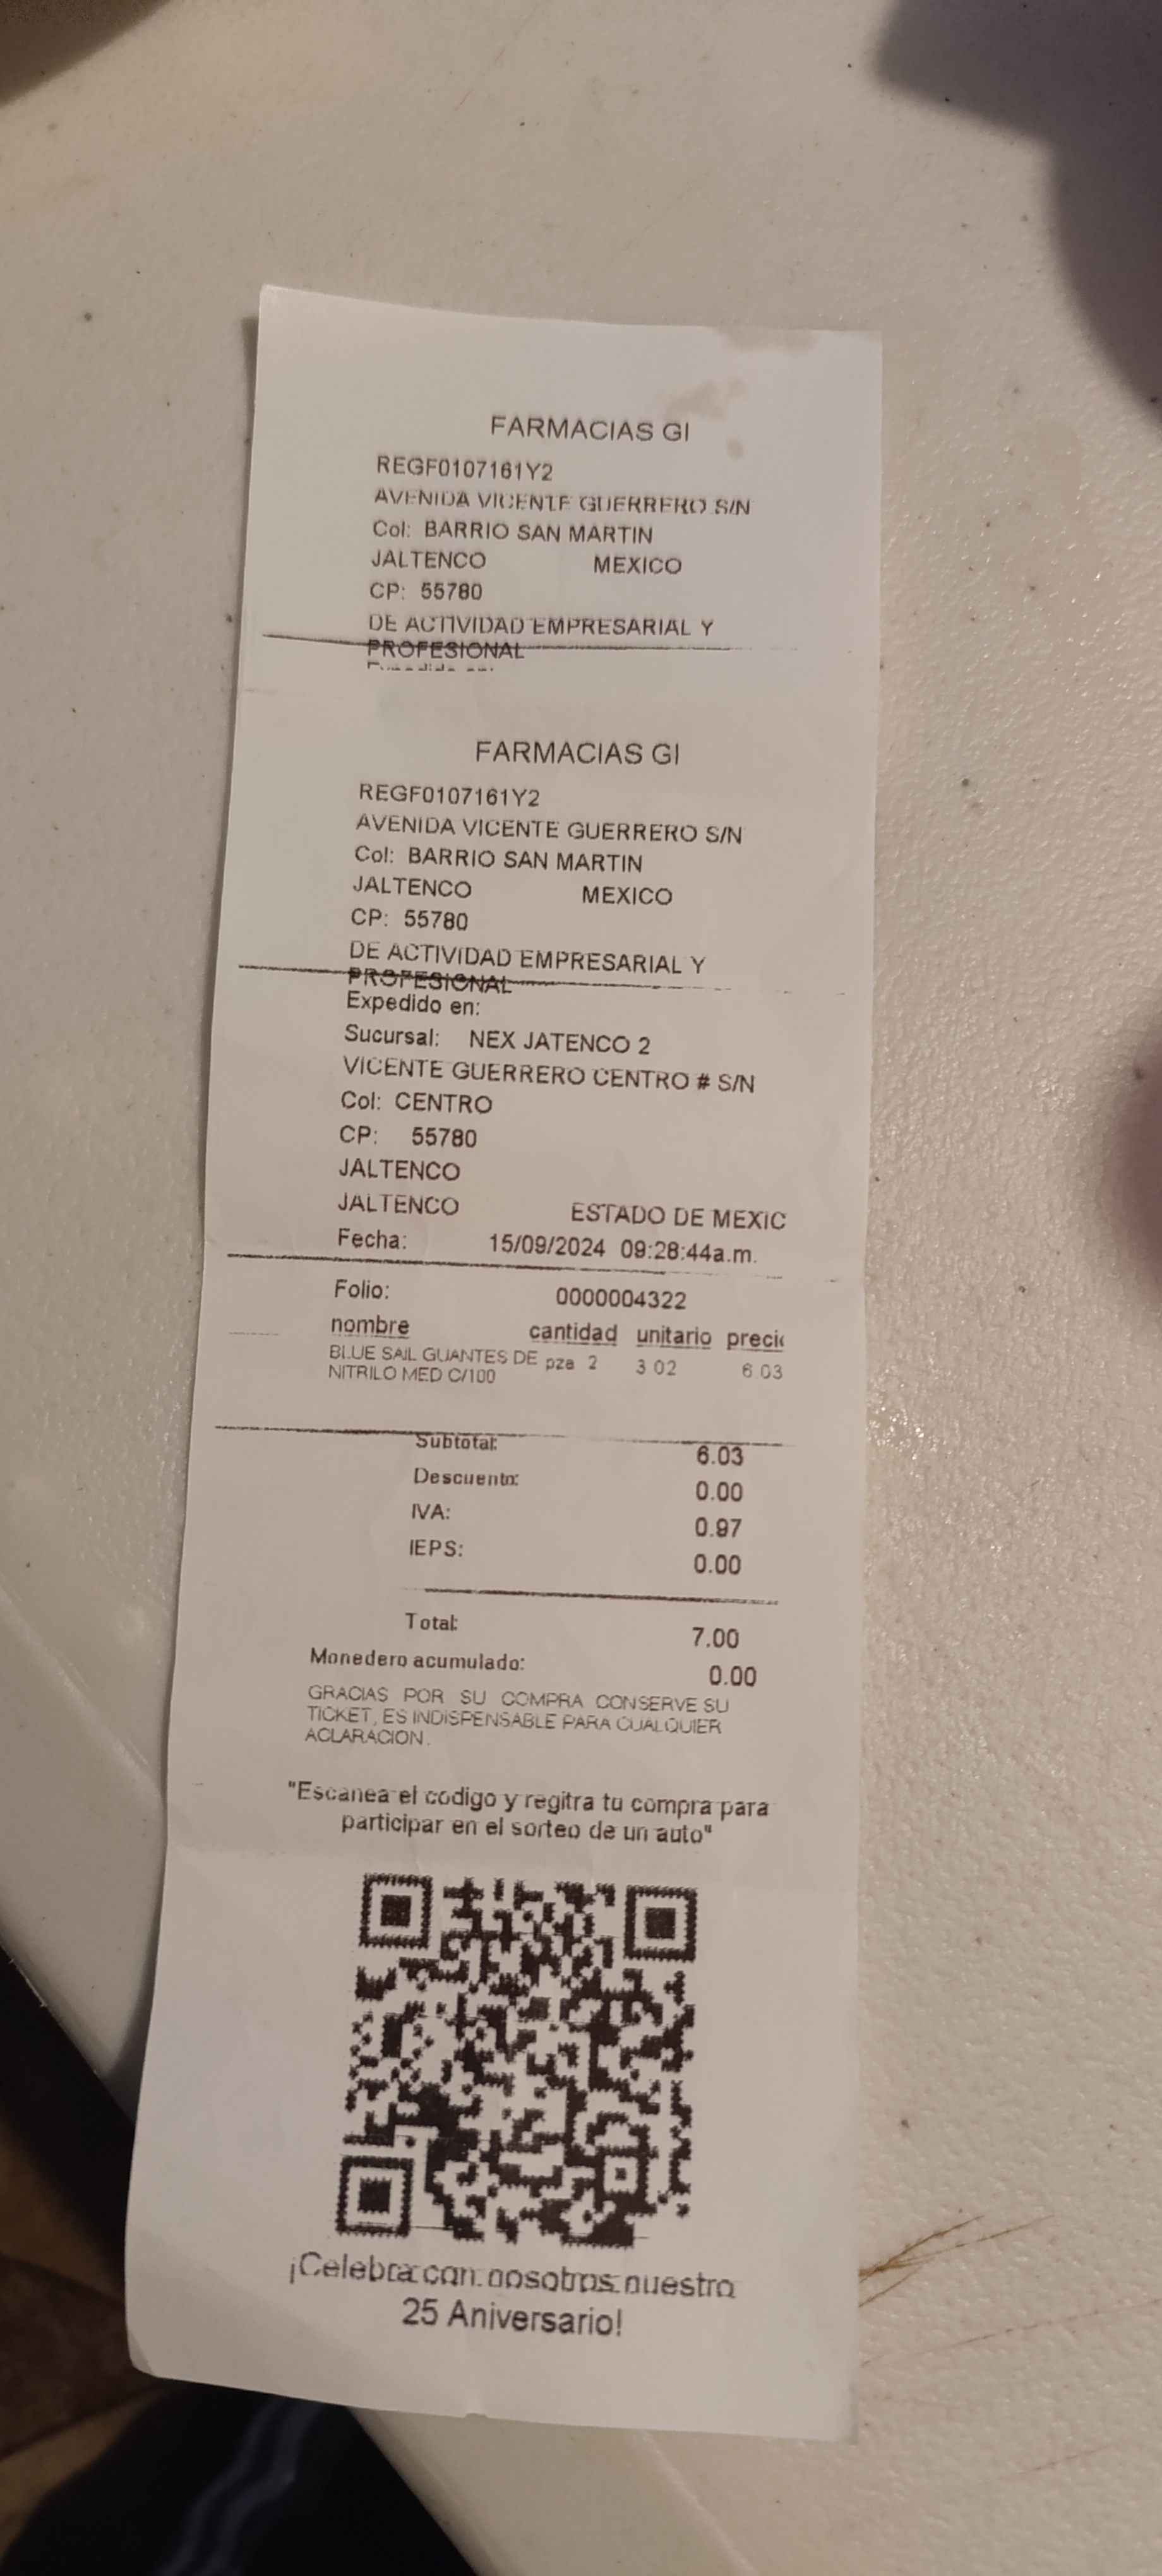 FARMACIAS GI
REGF0107161Y2
AVENIDA VICENTE GUERRERO S/N
Col: BARRIO SAN MARTIN
JALTENCO MEXICO
CP: 55780
DE ACTIVIDAD EMPRESARIAL Y
PROFESIONAL
Expedido en:
FARMACIAS GI
REGF0107161Y2
AVENIDA VICENTE GUERRERO S/N
Col: BARRIO SAN MARTIN
JALTENCO MEXICO
CP: 55780
DE ACTIVIDAD EMPRESARIAL Y
PROFESIONAL
Expedido en:
Sucursal: NEX JATENCO 2
VICENTE GUERRERO CENTRO # S/N
Col: CENTRO
CP: 55780
JALTENCO
JALTENCO ESTADO DE MEXIC
Fecha: 15/09/2024 09:28:44a.m.
Folio: 0000004322
nombre cantidad unitario precio
BLUE SAIL GUANTES DE pza 2 3.02 6.03
NITRILO MED C/100
Subtotal: 6.03
Descuento: 0.00
IVA: 0.97
IEPS: 0.00
Total: 7.00
Monedero acumulado: 0.00
GRACIAS POR SU COMPRA CONSERVE SU
TICKET, ES INDISPENSABLE PARA CUALQUIER
ACLARACION.
"Escanea el codigo y regitra tu compra para
participar en el sorteo de un auto"
¡Celebra con nosotros nuestro
25 Aniversario!